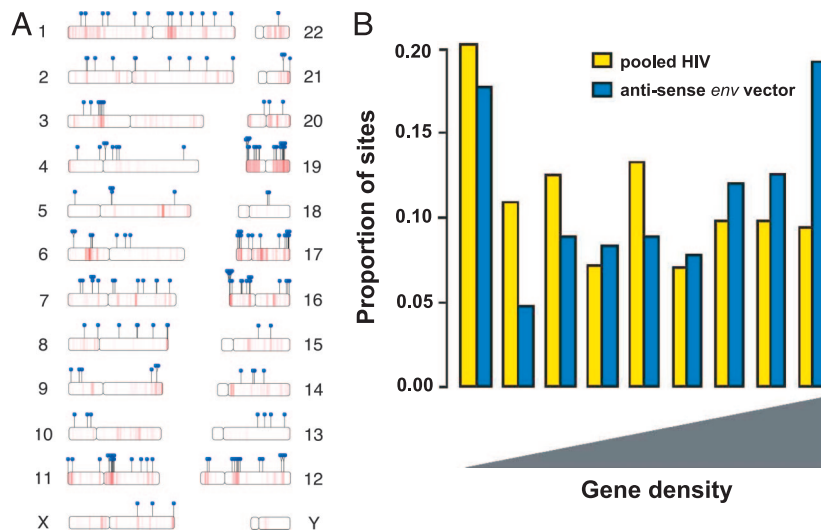 A
1 22
2 21
3 20
4 19
5 18
6 17
7 16
8 15
9 14
10 13
11 12
X Y
B
Proportion of sites
0.20
0.15
0.10
0.05
0.00
pooled HIV
anti-sense env vector
Gene density